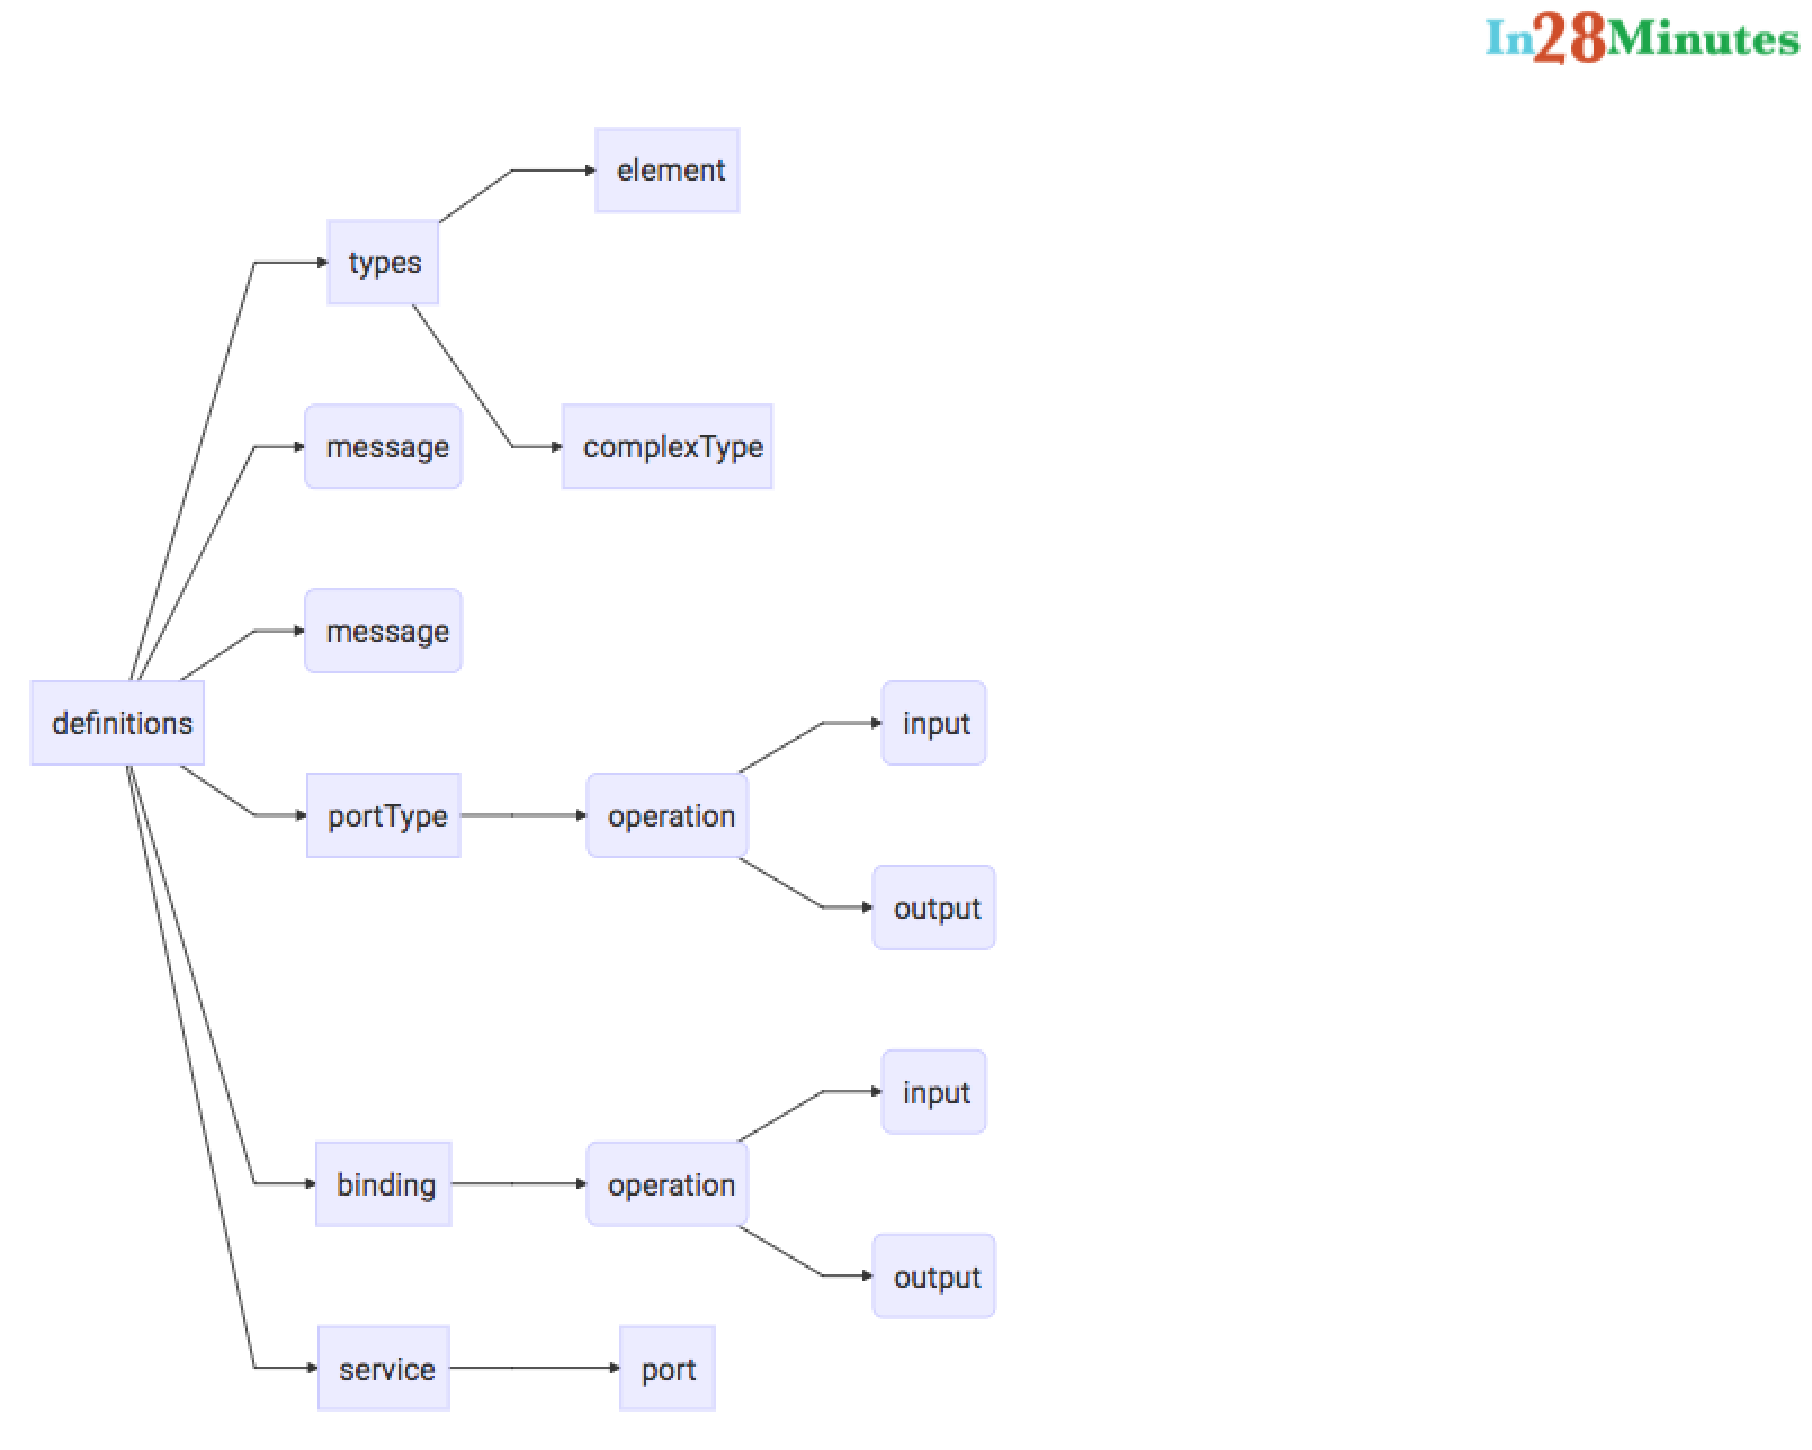 In28Minutes
element
types
message
complexType
message
definitions
input
portType
operation
output
input
binding
operation
output
service
port